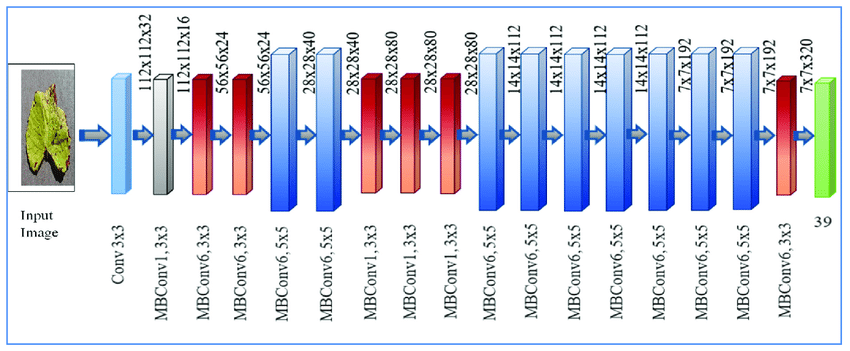 112x112x32
112x112x16
56x56x24
56x56x24
28x28x40
28x28x40
28x28x80
28x28x80
28x28x80
14x14x112
14x14x112
14x14x112
14x14x112
7x7x192
7x7x192
7x7x192
7x7x320
Input
Image
Conv 3x3
MBConv1, 3x3
MBConv6, 3x3
MBConv6, 3x3
MBConv6, 5x5
MBConv6, 5x5
MBConv1, 3x3
MBConv1, 3x3
MBConv1, 3x3
MBConv6, 5x5
MBConv6, 5x5
MBConv6, 5x5
MBConv6, 5x5
MBConv6, 5x5
MBConv6, 5x5
MBConv6, 5x5
MBConv6, 3x3
39